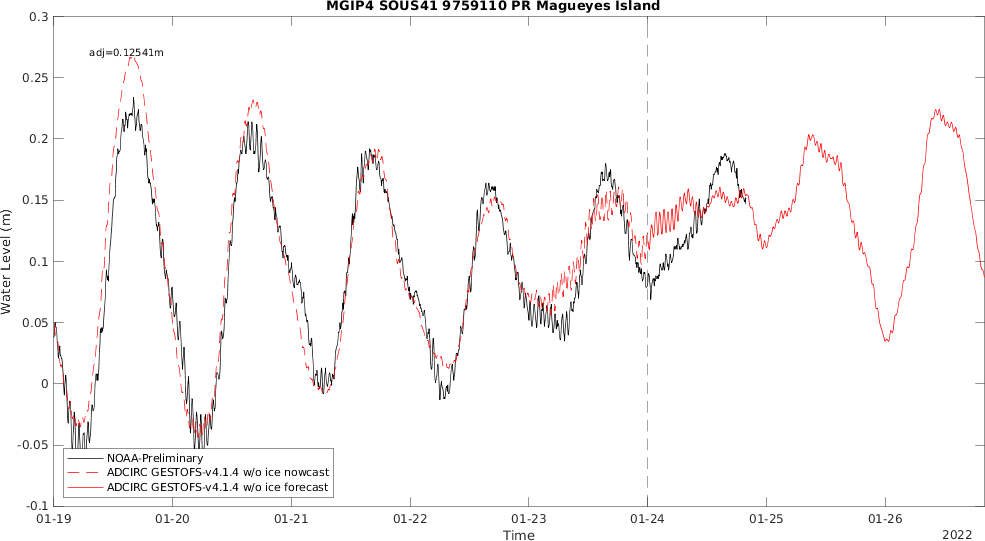 MGIP4 SOUS41 9759110 PR Magueyes Island
adj=0.12541m
0.3
0.25
0.2
0.15
0.1
0.05
0
-0.05
-0.1
Water Level (m)
NOAA-Preliminary
ADCIRC GESTOFS-v4.1.4 w/o ice nowcast
ADCIRC GESTOFS-v4.1.4 w/o ice forecast
01-19 01-20 01-21 01-22 01-23 01-24 01-25 01-26
Time
2022